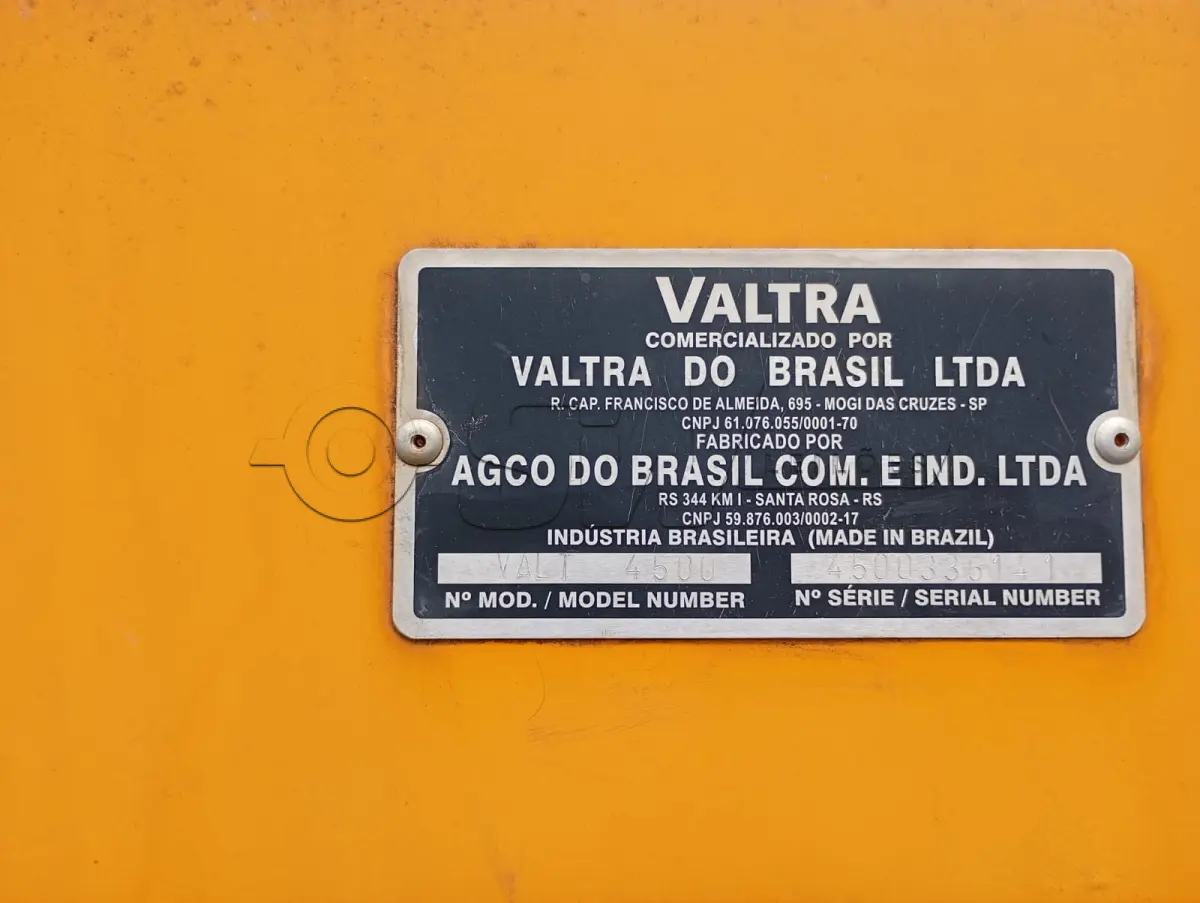 VALTRA
COMERCIALIZADO POR
VALTRA DO BRASIL LTDA
R. CAP. FRANCISCO DE ALMEIDA, 695 - MOGI DAS CRUZES - SP
CNPJ 61.076.055/0001-70
FABRICADO POR
AGCO DO BRASIL COM. E IND. LTDA
RS 344 KM I - SANTA ROSA - RS
CNPJ 59.876.003/0002-17
INDÚSTRIA BRASILEIRA (MADE IN BRAZIL)
VALT 4500
Nº MOD. / MODEL NUMBER Nº SÉRIE / SERIAL NUMBER